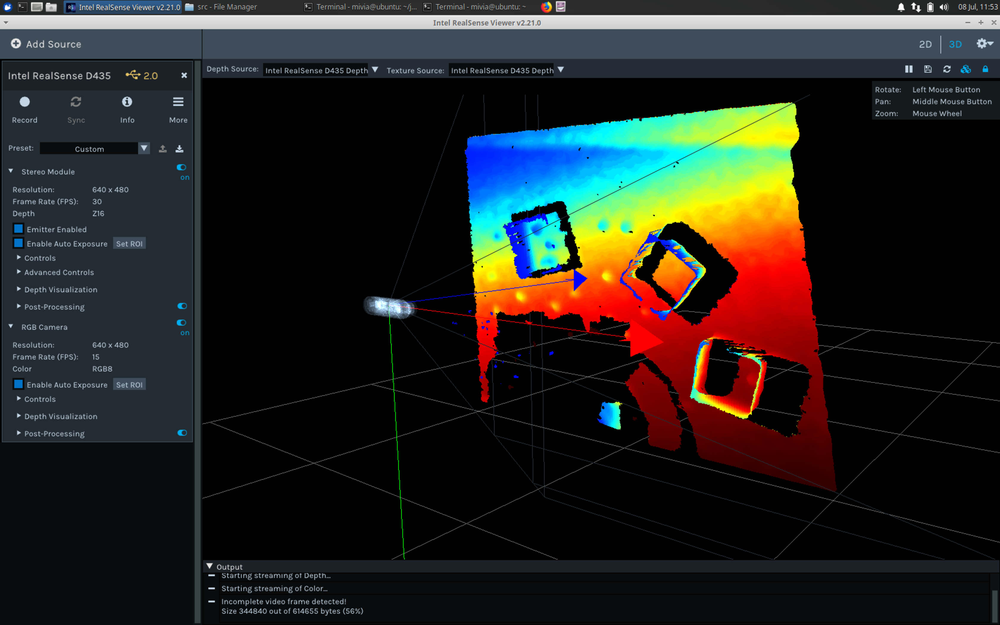 Intel RealSense Viewer v2.21.0
src - File Manager
Terminal - mivia@ubuntu: ~/j...
Terminal - mivia@ubuntu: ~
08 Jul, 11:53
Intel RealSense Viewer v2.21.0
Add Source
2D
3D
Intel RealSense D435
2.0
Record
Sync
Info
More
Preset:
Custom
Stereo Module
on
Resolution: 640 x 480
Frame Rate (FPS): 30
Depth Z16
Emitter Enabled
Enable Auto Exposure
Set ROI
Controls
Advanced Controls
Depth Visualization
Post-Processing
RGB Camera
on
Resolution: 640 x 480
Frame Rate (FPS): 15
Color RGB8
Enable Auto Exposure
Set ROI
Controls
Depth Visualization
Post-Processing
Depth Source:
Intel RealSense D435 Depth
Texture Source:
Intel RealSense D435 Depth
Rotate: Left Mouse Button
Pan: Middle Mouse Button
Zoom: Mouse Wheel
Output
Starting streaming of Depth...
Starting streaming of Color...
Incomplete video frame detected!
Size 344840 out of 614655 bytes (56%)